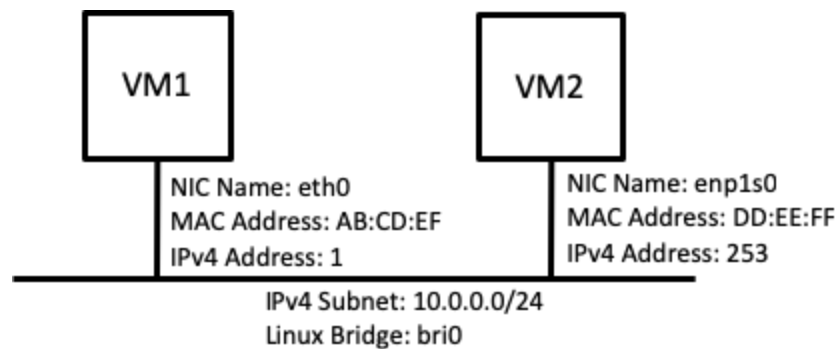 VM1
VM2
NIC Name: eth0
MAC Address: AB:CD:EF
IPv4 Address: 1
NIC Name: enp1s0
MAC Address: DD:EE:FF
IPv4 Address: 253
IPv4 Subnet: 10.0.0.0/24
Linux Bridge: bri0